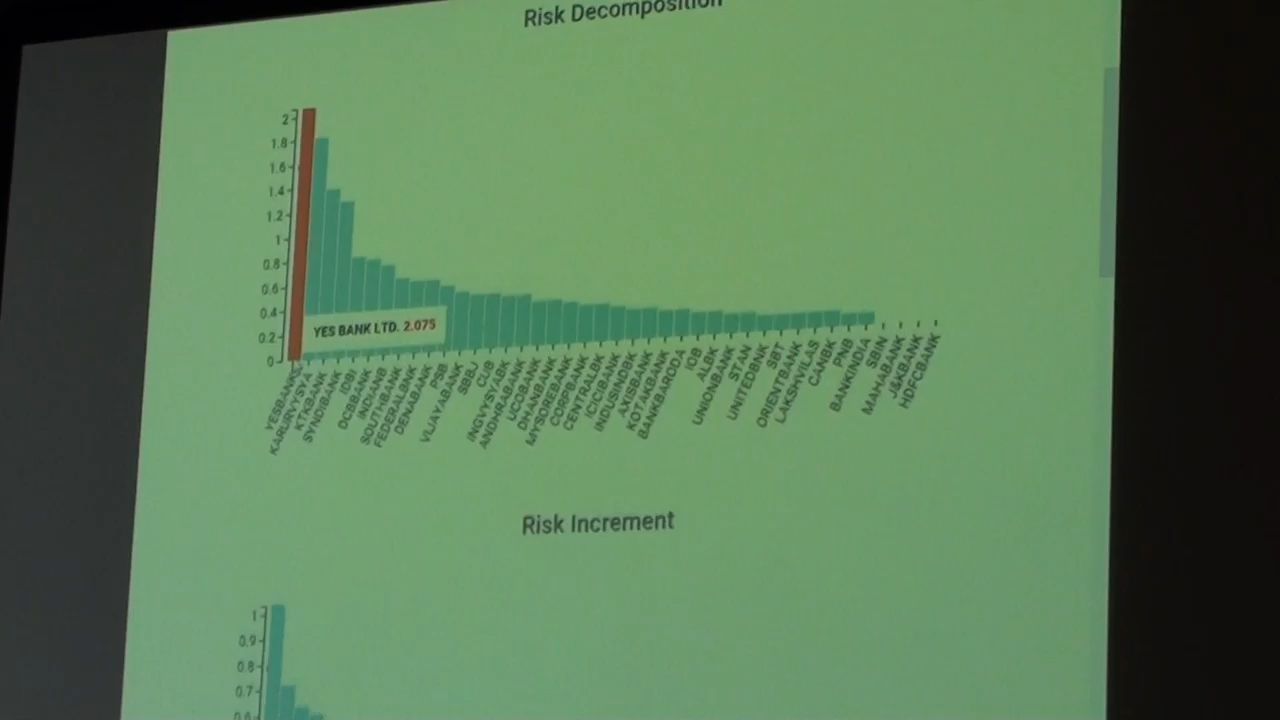 Risk Decomposition
2
1.8
1.6
1.4
1.2
1
0.8
0.6
0.4
0.2
0
YES BANK LTD. 2.075
YESBANK
KARURVYSYA
KTKBANK
SYNDIBANK
IDBI
DCBBANK
INDIANB
SOUTHBANK
FEDERALBNK
DENABANK
PSB
VIJAYABANK
SBBJ
CUB
INGVYSYABK
ANDHRABANK
UCOBANK
DHANBANK
MYSOREBANK
CORPBANK
CENTRALBK
ICICIBANK
INDUSINDBK
AXISBANK
KOTAKBANK
BANKBARODA
IOB
ALBK
UNIONBANK
STAN
UNITEDBNK
SBT
ORIENTBANK
LAKSHVILAS
CANBK
PNB
BANKINDIA
SBIN
MAHABANK
J&KBANK
HDFCBANK
Risk Increment
1
0.9
0.8
0.7
0.6